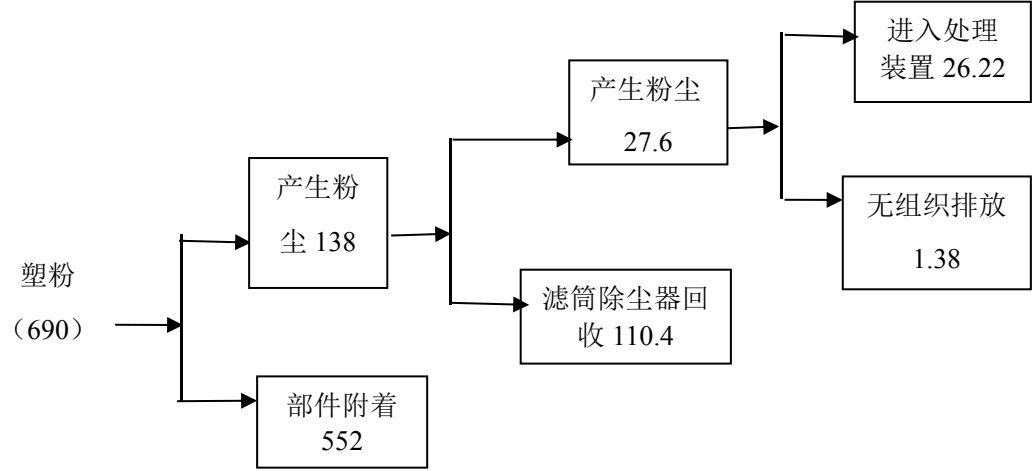 进入处理
装置 26.22
产生粉尘
27.6
产生粉
尘 138
无组织排放
1.38
塑粉
（690）
滤筒除尘器回
收 110.4
部件附着
552